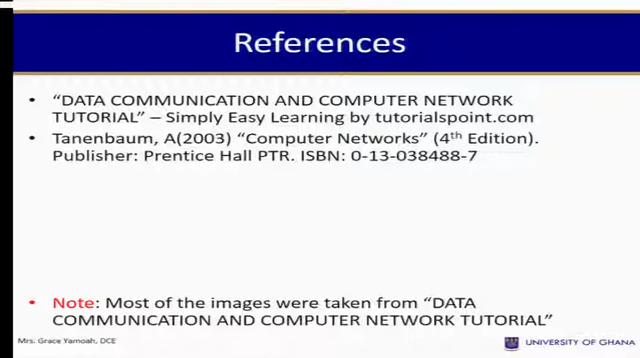 References
• “DATA COMMUNICATION AND COMPUTER NETWORK
TUTORIAL” – Simply Easy Learning by tutorialspoint.com
• Tanenbaum, A(2003) “Computer Networks” (4th Edition).
Publisher: Prentice Hall PTR. ISBN: 0-13-038488-7
• Note: Most of the images were taken from “DATA
COMMUNICATION AND COMPUTER NETWORK TUTORIAL”
Mrs. Grace Yamoah, DCE
UNIVERSITY OF GHANA